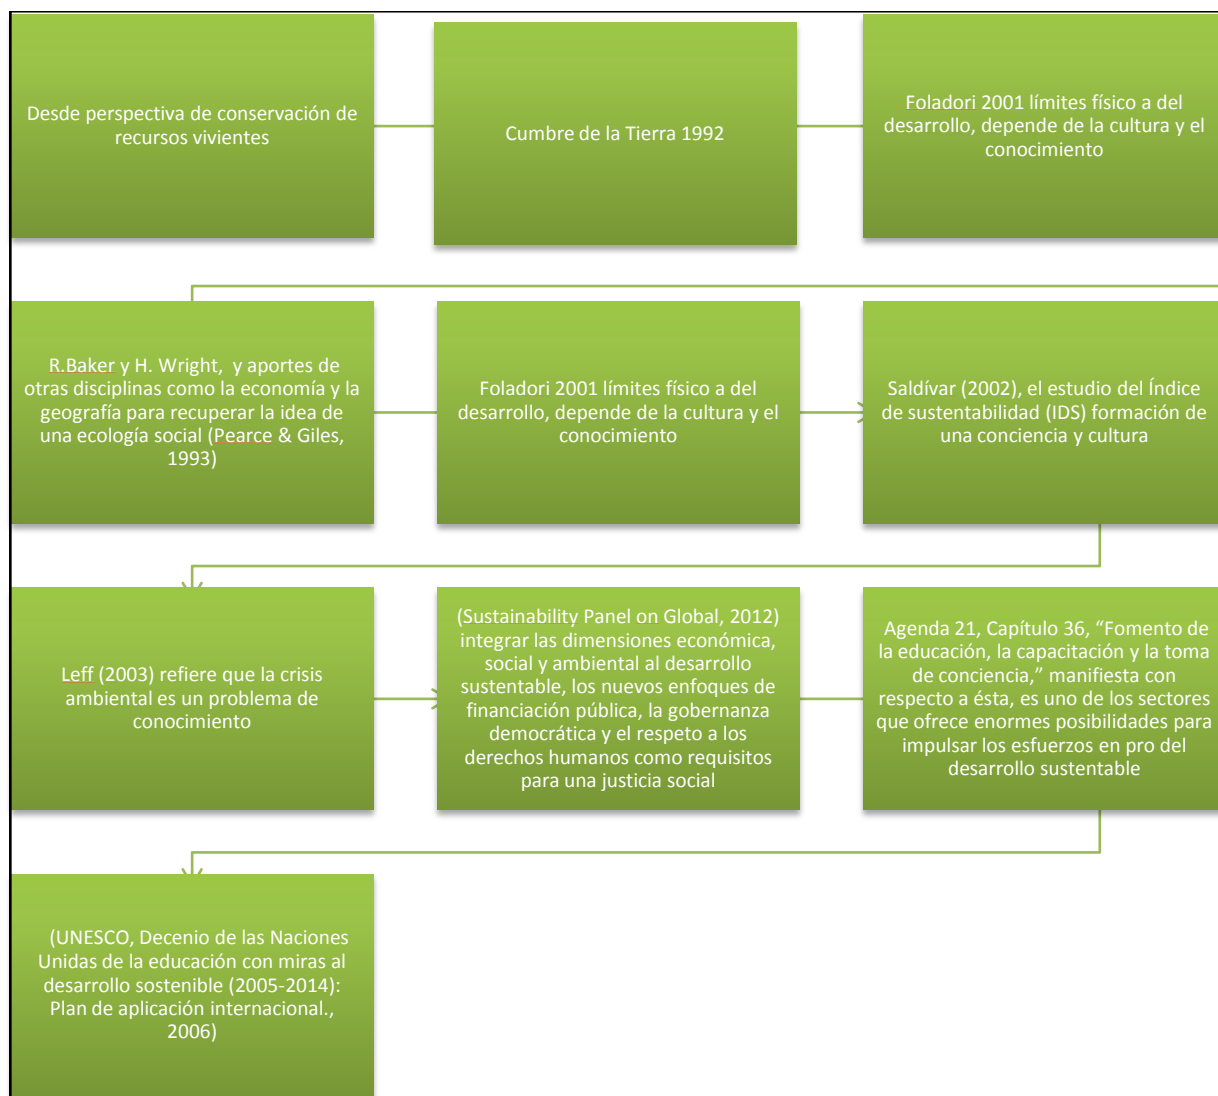 Desde perspectiva de conservación de
recursos vivientes
Cumbre de la Tierra 1992
Foladori 2001 límites físico a del
desarrollo, depende de la cultura y el
conocimiento
R.Baker y H. Wright, y aportes de
otras disciplinas como la economía y la
geografía para recuperar la idea de
una ecología social (Pearce & Giles,
1993)
Foladori 2001 límites físico a del
desarrollo, depende de la cultura y el
conocimiento
Saldívar (2002), el estudio del Índice
de sustentabilidad (IDS) formación de
una conciencia y cultura
Leff (2003) refiere que la crisis
ambiental es un problema de
conocimiento
(Sustainability Panel on Global, 2012)
integrar las dimensiones económica,
social y ambiental al desarrollo
sustentable, los nuevos enfoques de
financiación pública, la gobernanza
democrática y el respeto a los
derechos humanos como requisitos
para una justicia social
Agenda 21, Capítulo 36, “Fomento de
la educación, la capacitación y la toma
de conciencia,” manifiesta con
respecto a ésta, es uno de los sectores
que ofrece enormes posibilidades para
impulsar los esfuerzos en pro del
desarrollo sustentable
(UNESCO, Decenio de las Naciones
Unidas de la educación con miras al
desarrollo sostenible (2005-2014):
Plan de aplicación internacional.,
2006)